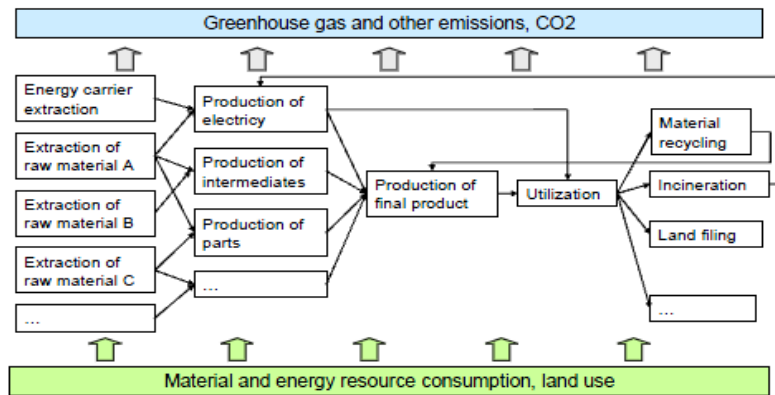 Greenhouse gas and other emissions, CO2
Energy carrier
extraction
Extraction of
raw material A
Extraction of
raw material B
Extraction of
raw material C
...
Production of
electricy
Production of
intermediates
Production of
parts
...
Production of
final product
Utilization
Material
recycling
Incineration
Land filing
...
Material and energy resource consumption, land use